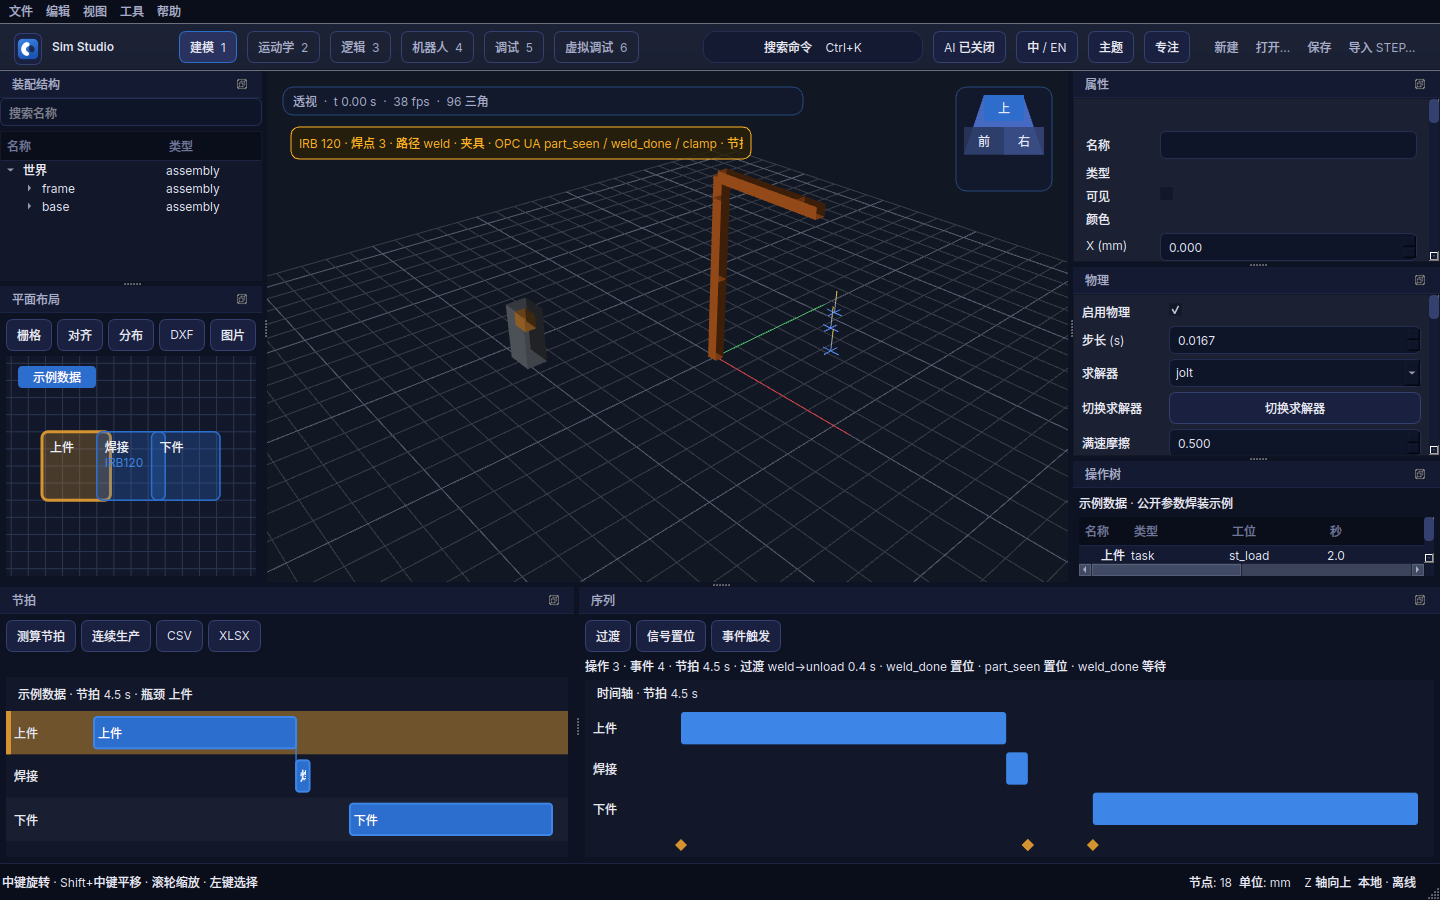 文件 编辑 视图 工具 帮助
Sim Studio 建模 1 运动学 2 逻辑 3 机器人 4 调试 5 虚拟调试 6 搜索命令 Ctrl+K AI 已关闭 中 / EN 主题 专注 新建 打开... 保存 导入 STEP...
装配结构
搜索名称
名称 类型
世界 assembly
frame assembly
base assembly
平面布局
栅格 对齐 分布 DXF 图片
示例数据
上件 焊接 下件
IRB120
透视 · t 0.00 s · 38 fps · 96 三角
IRB 120 · 焊点 3 · 路径 weld · 夹具 · OPC UA part_seen / weld_done / clamp · 节
上
前 右
属性
名称
类型
可见
颜色
X (mm) 0.000
物理
启用物理
步长 (s) 0.0167
求解器 jolt
切换求解器 切换求解器
满速摩擦 0.500
操作树
示例数据 · 公开参数焊装示例
名称 类型 工位 秒
上件 task st_load 2.0
节拍
测算节拍 连续生产 CSV XLSX
示例数据 · 节拍 4.5 s · 瓶颈 上件
上件 上件
焊接
下件 下件
序列
过渡 信号置位 事件触发
操作 3 · 事件 4 · 节拍 4.5 s · 过渡 weld→unload 0.4 s · weld_done 置位 · part_seen 置位 · weld_done 等待
时间轴 · 节拍 4.5 s
上件
焊接
下件
中键旋转 · Shift+中键平移 · 滚轮缩放 · 左键选择 节点: 18 单位: mm Z 轴向上 本地 · 离线